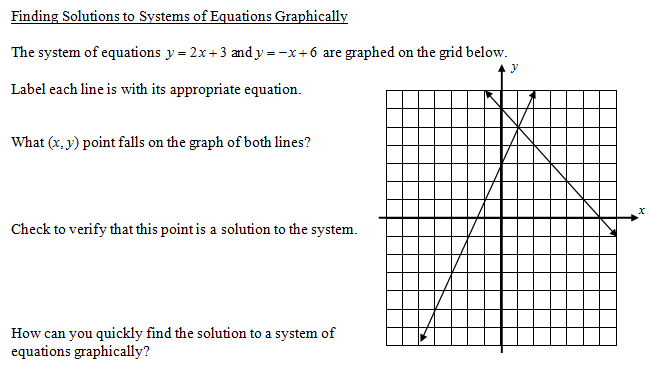 Finding Solutions to Systems of Equations Graphically
The system of equations y = 2x + 3 and y = −x + 6 are graphed on the grid below.
Label each line is with its appropriate equation.
What (x, y) point falls on the graph of both lines?
Check to verify that this point is a solution to the system.
How can you quickly find the solution to a system of
equations graphically?
y
x